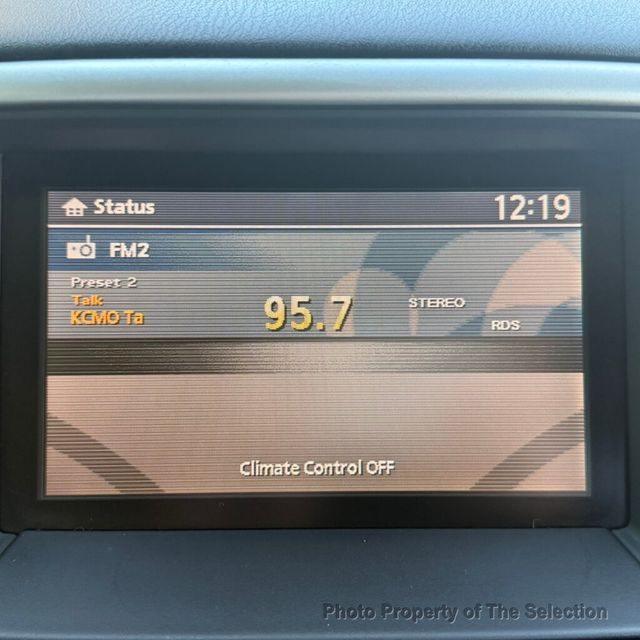 Status 12:19
FM2
Preset 2
Talk
KCMO Ta 95.7 STEREO
RDS
Climate Control OFF
Photo Property of The Selection